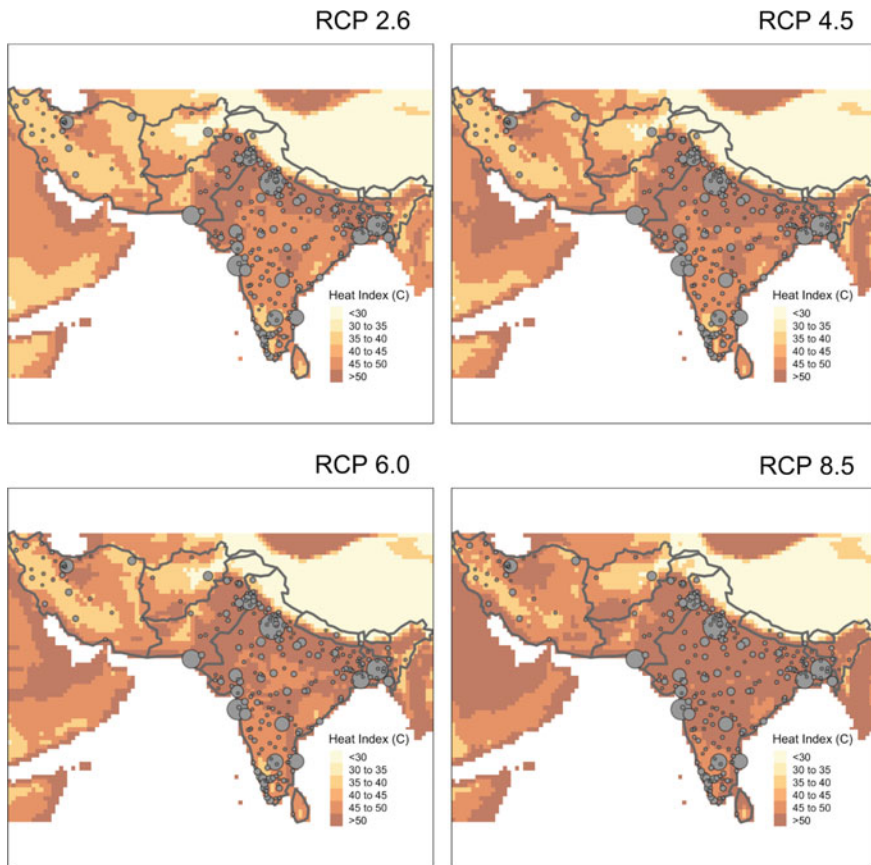 RCP 2.6
RCP 4.5
Heat Index (C)
<30
30 to 35
35 to 40
40 to 45
45 to 50
>50
Heat Index (C)
<30
30 to 35
35 to 40
40 to 45
45 to 50
>50
RCP 6.0
RCP 8.5
Heat Index (C)
<30
30 to 35
35 to 40
40 to 45
45 to 50
>50
Heat Index (C)
<30
30 to 35
35 to 40
40 to 45
45 to 50
>50